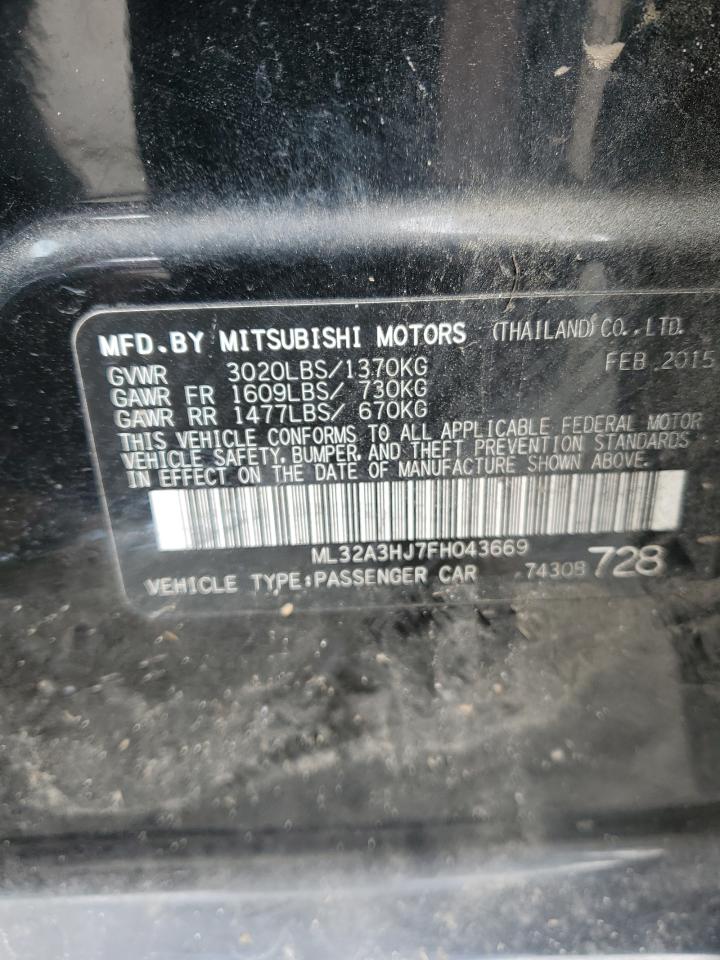 MFD.BY MITSUBISHI MOTORS (THAILAND) CO.,LTD.
FEB.2015
GVWR 3020LBS/1370KG
GAWR FR 1609LBS/ 730KG
GAWR RR 1477LBS/ 670KG
THIS VEHICLE CONFORMS TO ALL APPLICABLE FEDERAL MOTOR
VEHICLE SAFETY, BUMPER, AND THEFT PREVENTION STANDARDS
IN EFFECT ON THE DATE OF MANUFACTURE SHOWN ABOVE.
ML32A3HJ7FH043669
VEHICLE TYPE:PASSENGER CAR 728